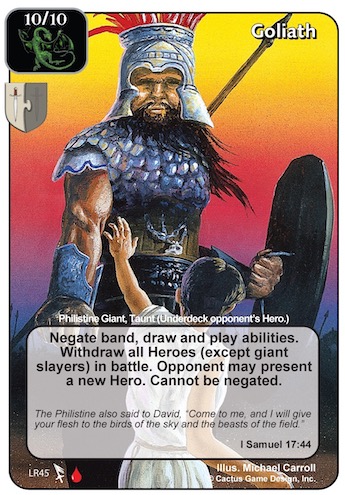 10/10
Goliath
Philistine Giant, Taunt (Underdeck opponent's Hero.)
Negate band, draw and play abilities.
Withdraw all Heroes (except giant
slayers) in battle. Opponent may present
a new Hero. Cannot be negated.
The Philistine also said to David, “Come to me, and I will give
your flesh to the birds of the sky and the beasts of the field.”
I Samuel 17:44
LR45
Illus. Michael Carroll
© Cactus Game Design, Inc.